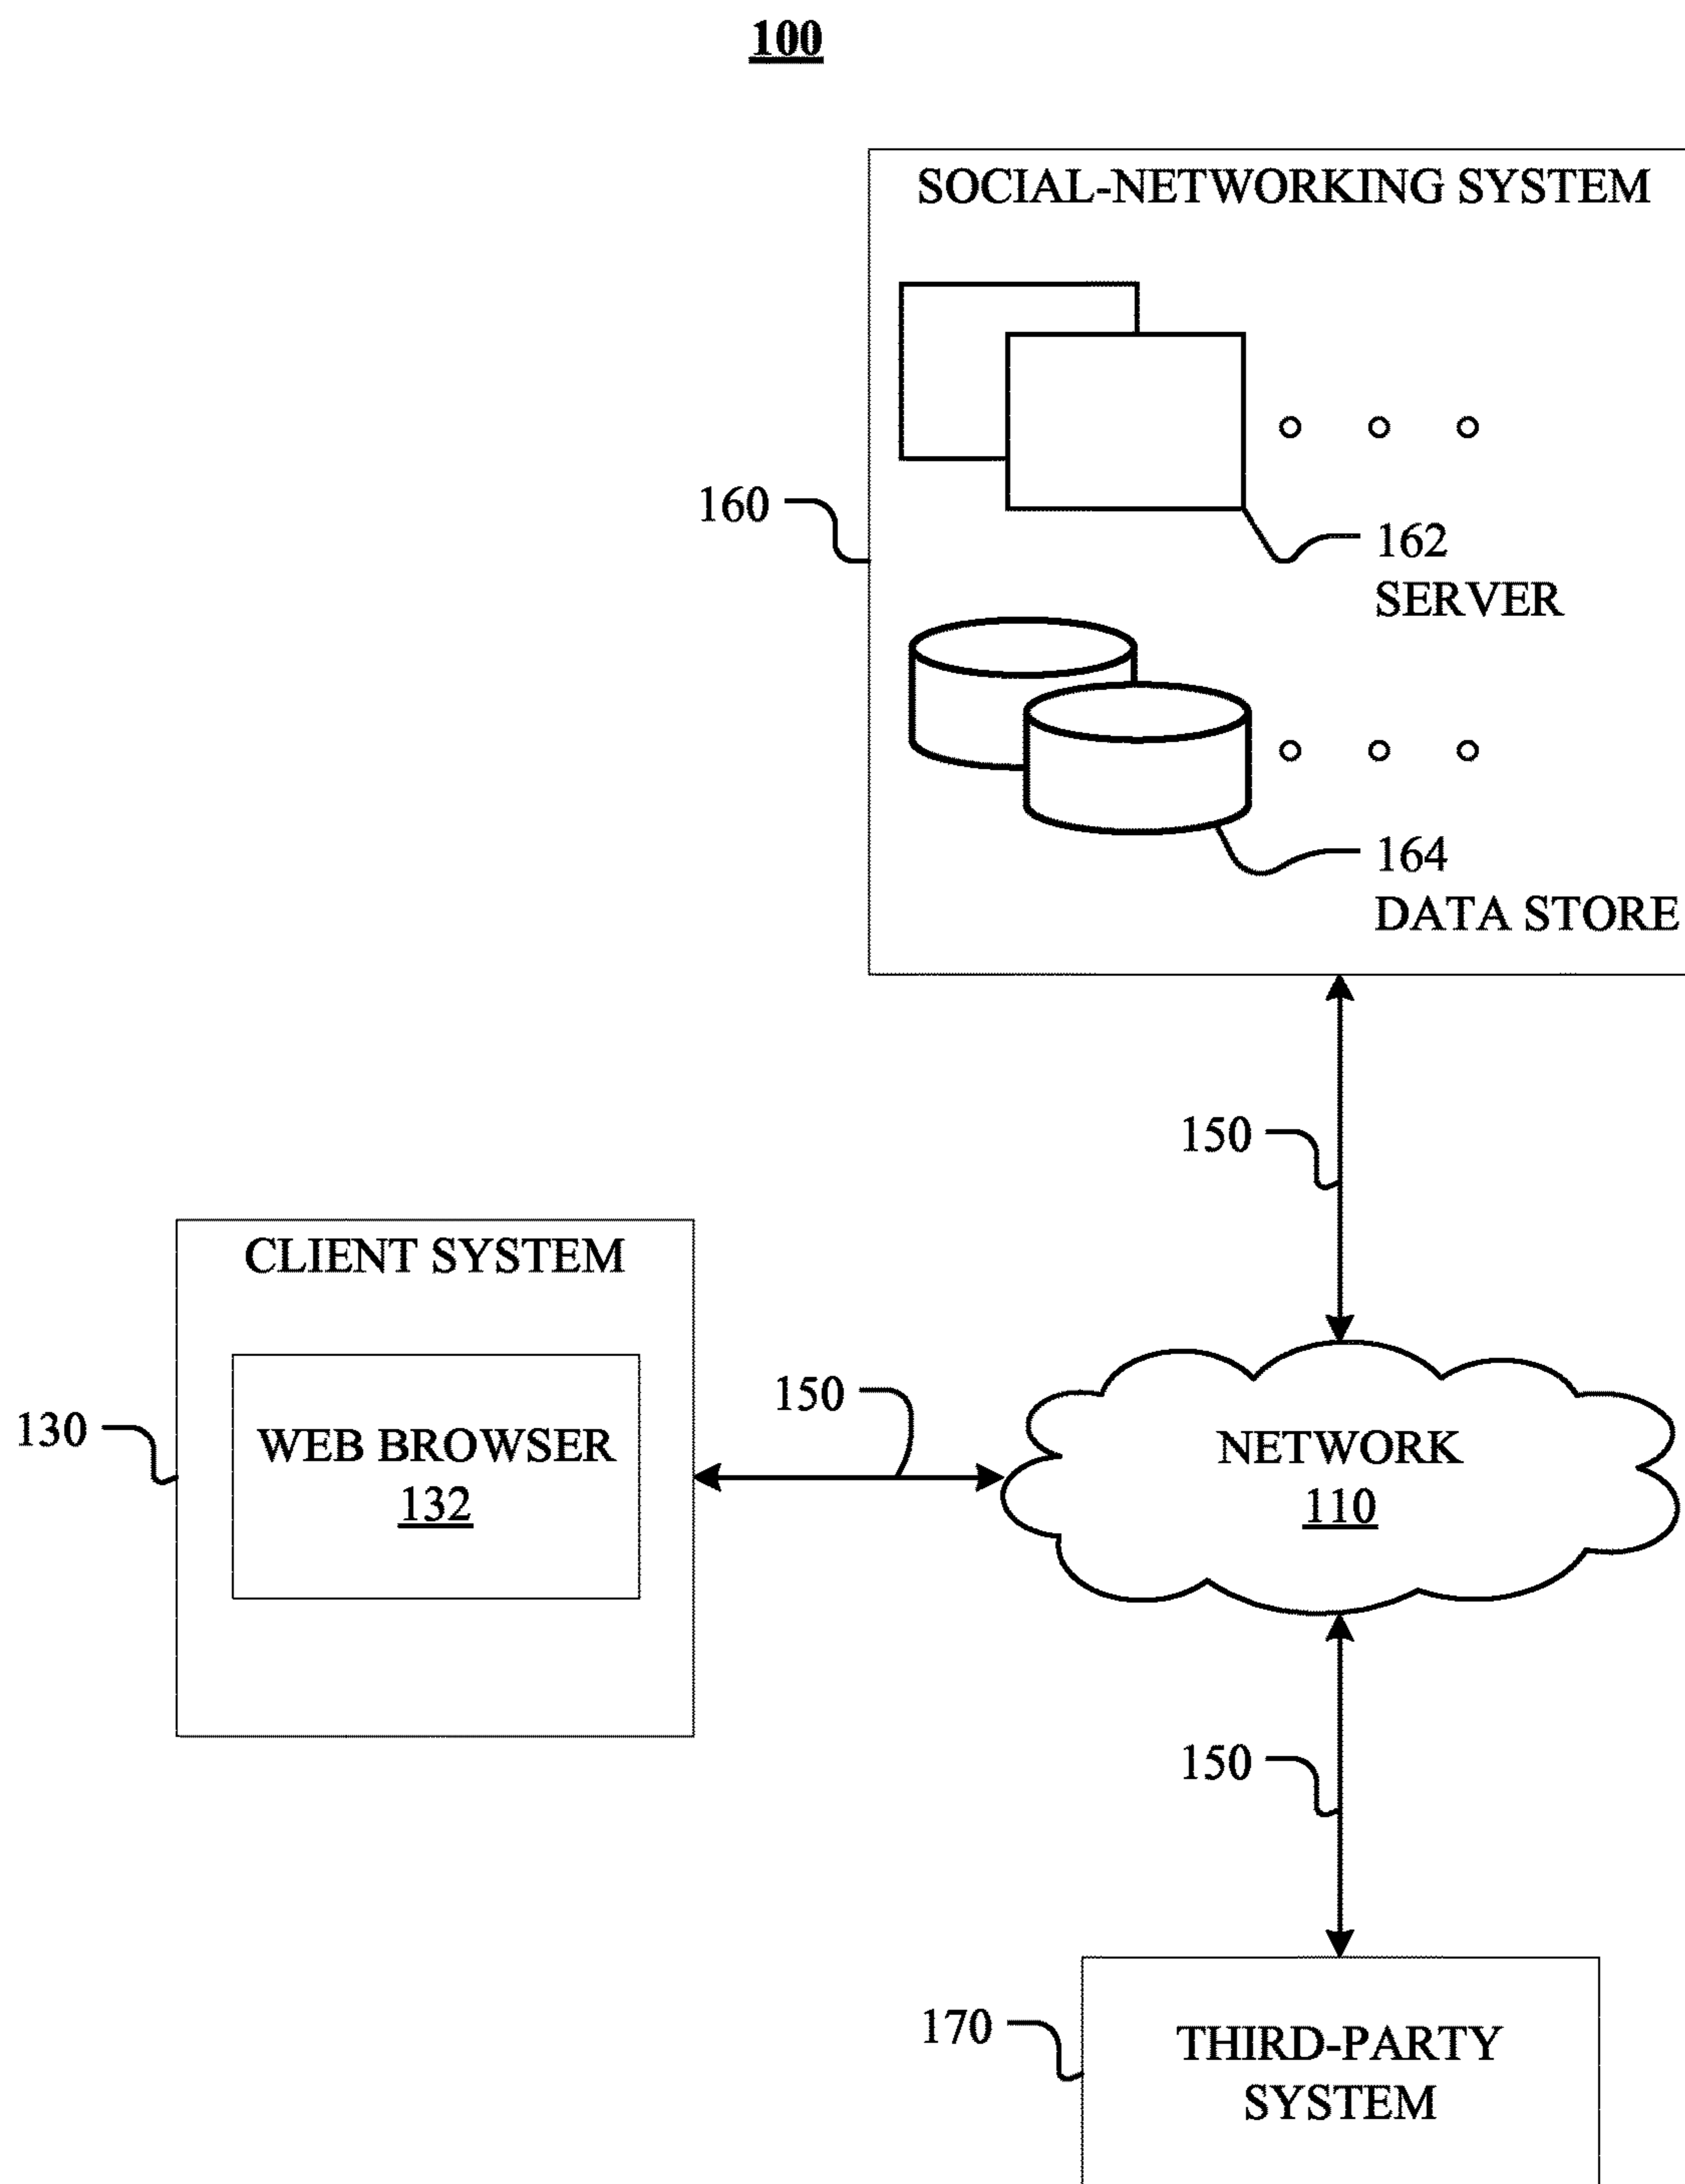 100
SOCIAL-NETWORKING SYSTEM
160
162
SERVER
164
DATA STORE
150
CLIENT SYSTEM
150
130
WEB BROWSER
132
NETWORK
110
150
170
THIRD-PARTY
SYSTEM